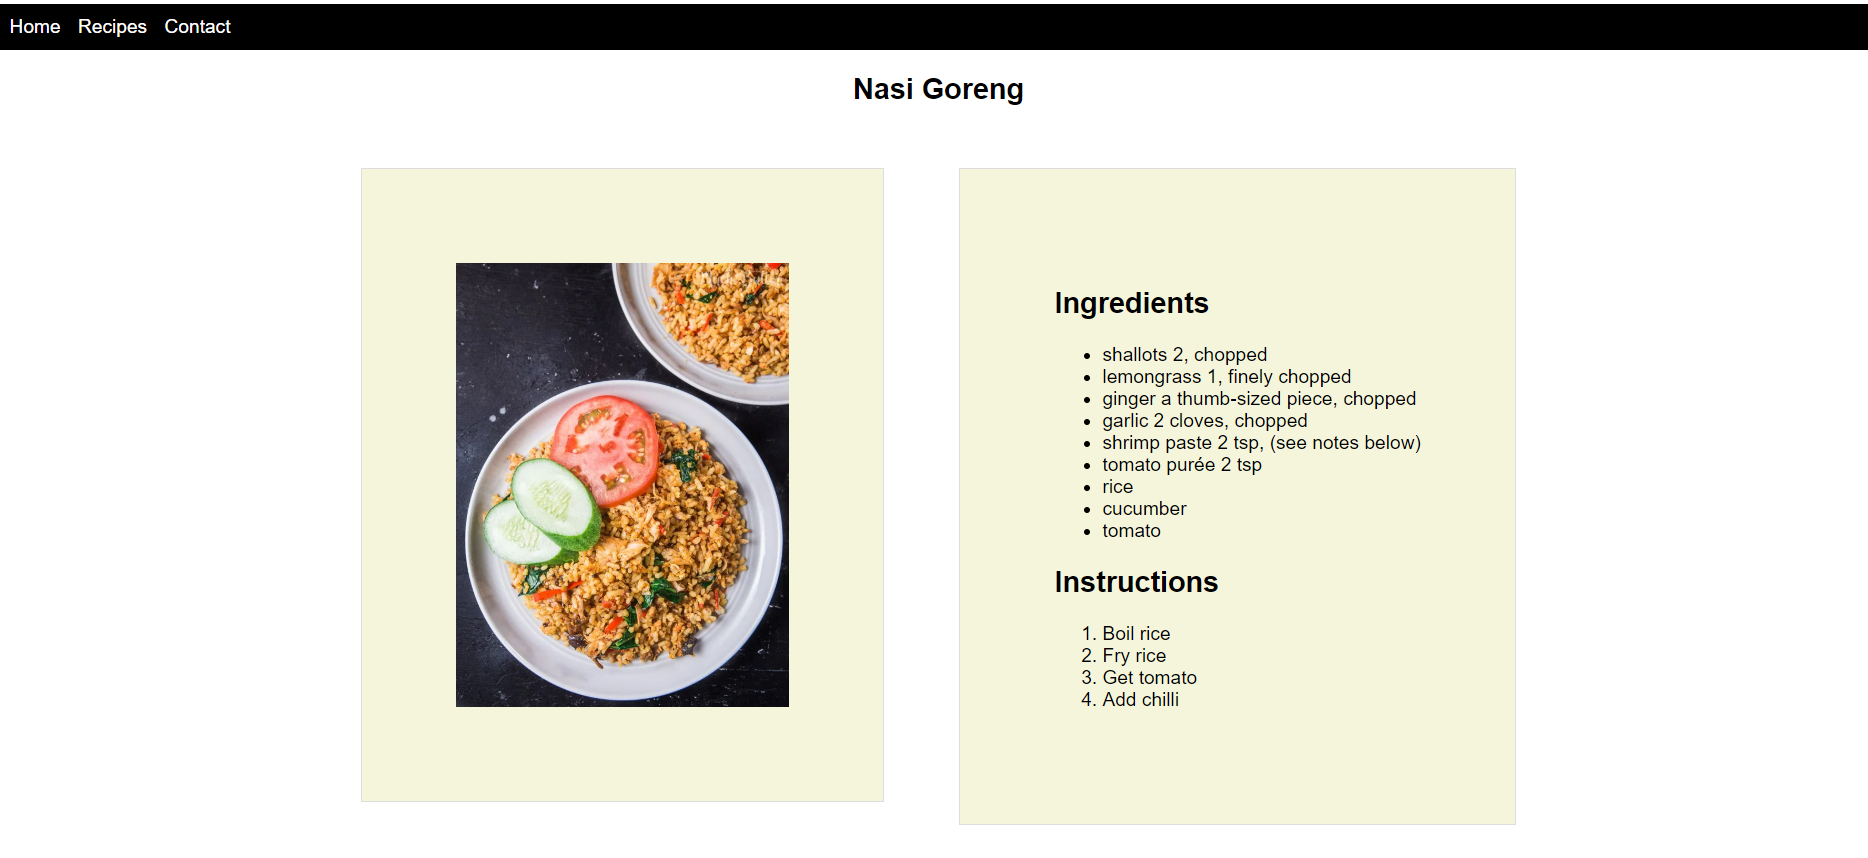 Home Recipes Contact
Nasi Goreng
Ingredients
shallots 2, chopped
lemongrass 1, finely chopped
ginger a thumb-sized piece, chopped
garlic 2 cloves, chopped
shrimp paste 2 tsp, (see notes below)
tomato purée 2 tsp
rice
cucumber
tomato
Instructions
1. Boil rice
2. Fry rice
3. Get tomato
4. Add chilli